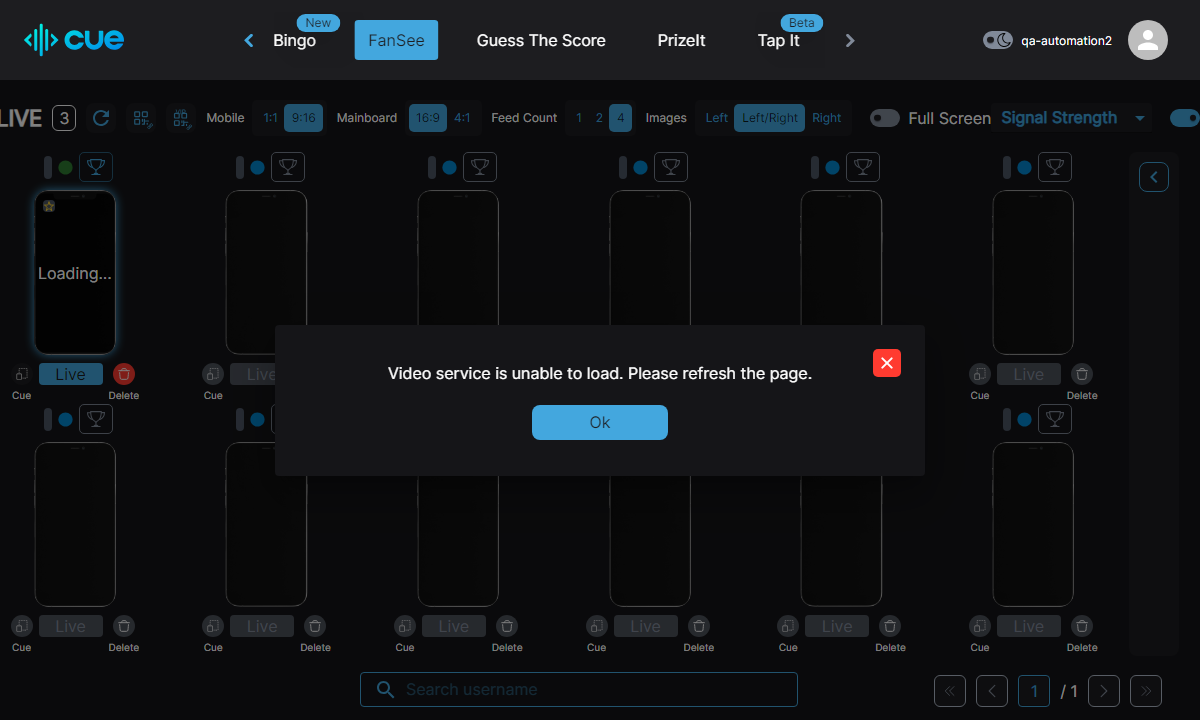 cue
Bingo
New
FanSee
Guess The Score
PrizeIt
Tap It
Beta
qa-automation2
LIVE 3
Mobile 1:1 9:16
Mainboard 16:9 4:1
Feed Count 1 2 4
Images Left Left/Right Right
Full Screen
Signal Strength
Loading...
Live Live Live
Cue Delete Cue Cue Delete
Video service is unable to load. Please refresh the page.
Ok
Live Live Live Live Live Live
Cue Delete Cue Delete Cue Delete Cue Delete Cue Delete Cue Delete
Search username
« < 1 / 1 > »